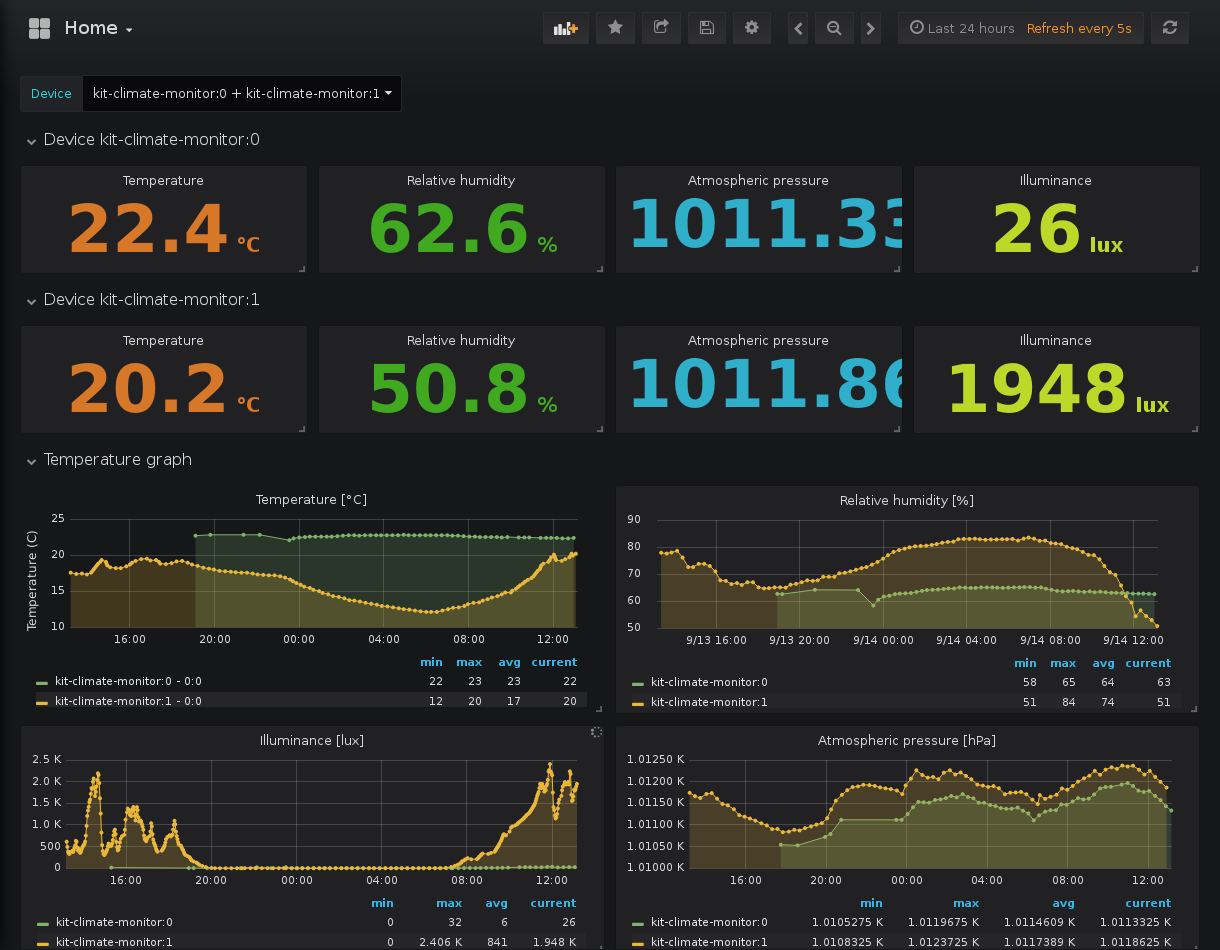 Home
Last 24 hours Refresh every 5s
Device kit-climate-monitor:0 + kit-climate-monitor:1
Device kit-climate-monitor:0
Temperature Relative humidity Atmospheric pressure Illuminance
22.4 °C 62.6 % 1011.33 26 lux
Device kit-climate-monitor:1
Temperature Relative humidity Atmospheric pressure Illuminance
20.2 °C 50.8 % 1011.86 1948 lux
Temperature graph
Temperature [°C]
Temperature (C)
25
20
15
10
16:00 20:00 00:00 04:00 08:00 12:00
min max avg current
kit-climate-monitor:0 - 0:0 22 23 23 22
kit-climate-monitor:1 - 0:0 12 20 17 20
Relative humidity [%]
90
80
70
60
50
9/13 16:00 9/13 20:00 9/14 00:00 9/14 04:00 9/14 08:00 9/14 12:00
min max avg current
kit-climate-monitor:0 58 65 64 63
kit-climate-monitor:1 51 84 74 51
Illuminance [lux]
2.5 K
2.0 K
1.5 K
1.0 K
500
0
16:00 20:00 00:00 04:00 08:00 12:00
min max avg current
kit-climate-monitor:0 0 32 6 26
kit-climate-monitor:1 0 2.406 K 841 1.948 K
Atmospheric pressure [hPa]
1.01250 K
1.01200 K
1.01150 K
1.01100 K
1.01050 K
1.01000 K
16:00 20:00 00:00 04:00 08:00 12:00
min max avg current
kit-climate-monitor:0 1.0105275 K 1.0119675 K 1.0114609 K 1.0113325 K
kit-climate-monitor:1 1.0108325 K 1.0123725 K 1.0117389 K 1.0118625 K